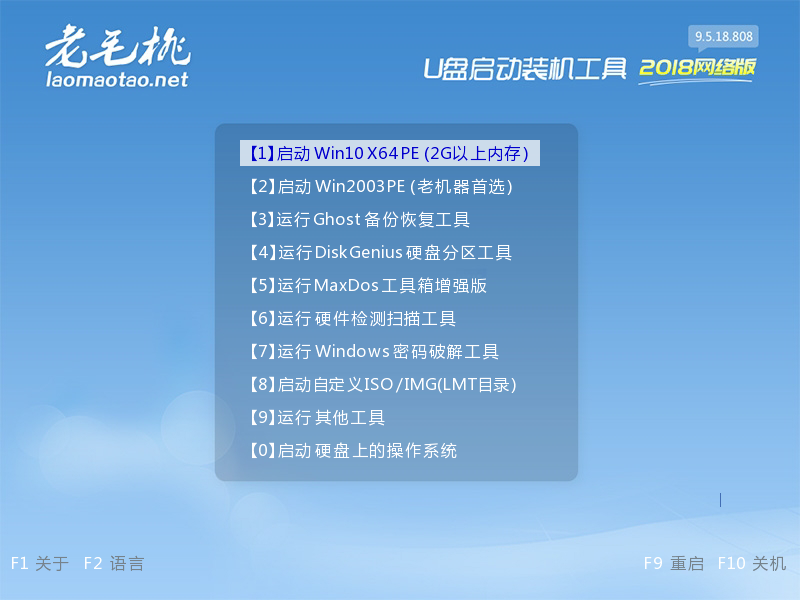 老毛桃
laomaotao.net
9.5.18.808
U盘启动装机工具 2018网络版
【1】启动 Win10 X64 PE (2G以上内存)
【2】启动 Win2003PE (老机器首选)
【3】运行 Ghost 备份恢复工具
【4】运行 DiskGenius 硬盘分区工具
【5】运行 MaxDos 工具箱增强版
【6】运行 硬件检测扫描工具
【7】运行 Windows 密码破解工具
【8】启动自定义ISO/IMG(LMT目录)
【9】运行 其他工具
【0】启动 硬盘上的操作系统
F1 关于 F2 语言 F9 重启 F10 关机